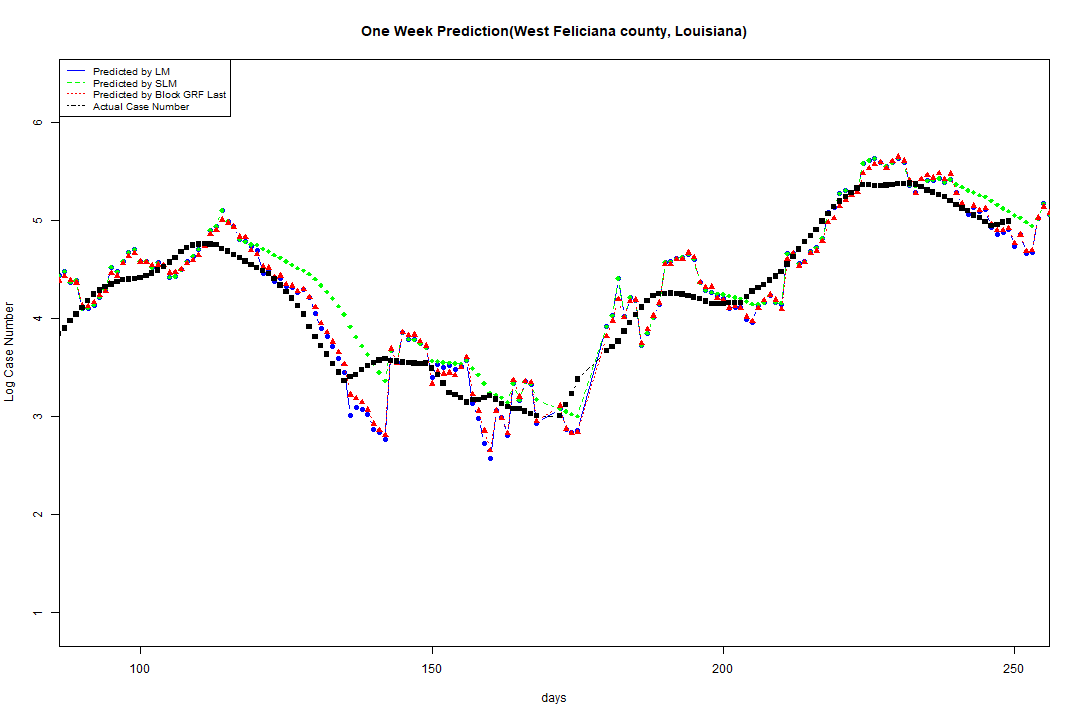 One Week Prediction(West Feliciana county, Louisiana)
Predicted by LM
Predicted by SLM
Predicted by Block GRF Last
Actual Case Number
6
5
4
3
2
1
Log Case Number
100 150 200 250
days